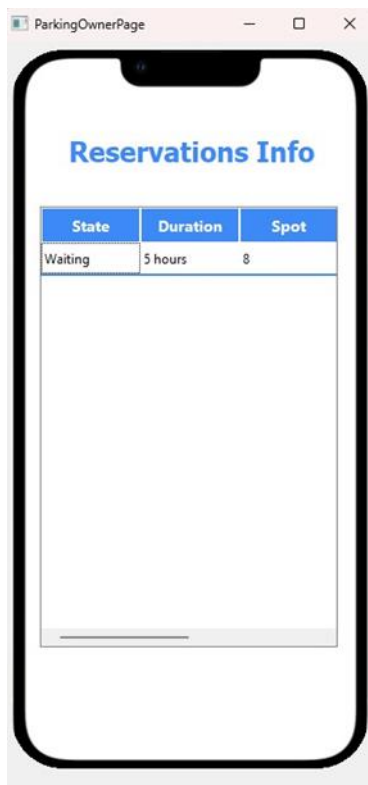 ParkingOwnerPage
Reservations Info
State Duration Spot
Waiting 5 hours 8